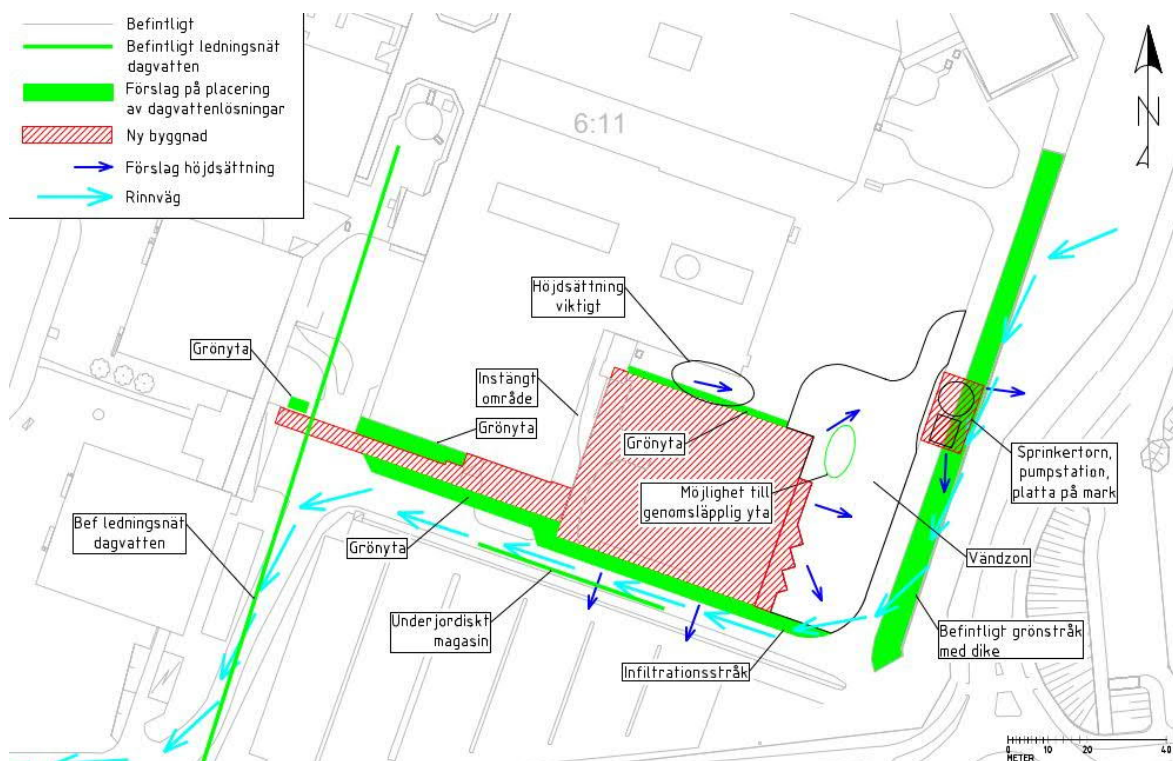 Befintligt
Befintligt ledningsnät
dagvatten
Förslag på placering
av dagvattenlösningar
Ny byggnad
Förslag höjdsättning
Rinnväg
6:11
N
Höjdsättning
viktigt
Grönyta
Instängt
område
Grönyta
Grönyta
Möjlighet till
genomsläpplig yta
Sprinkertorn,
pumpstation,
platta på mark
Bef ledningsnät
dagvatten
Grönyta
Vändzon
Underjordiskt
magasin
Infiltrationsstråk
Befintligt grönstråk
med dike
0 10 20 40
METER